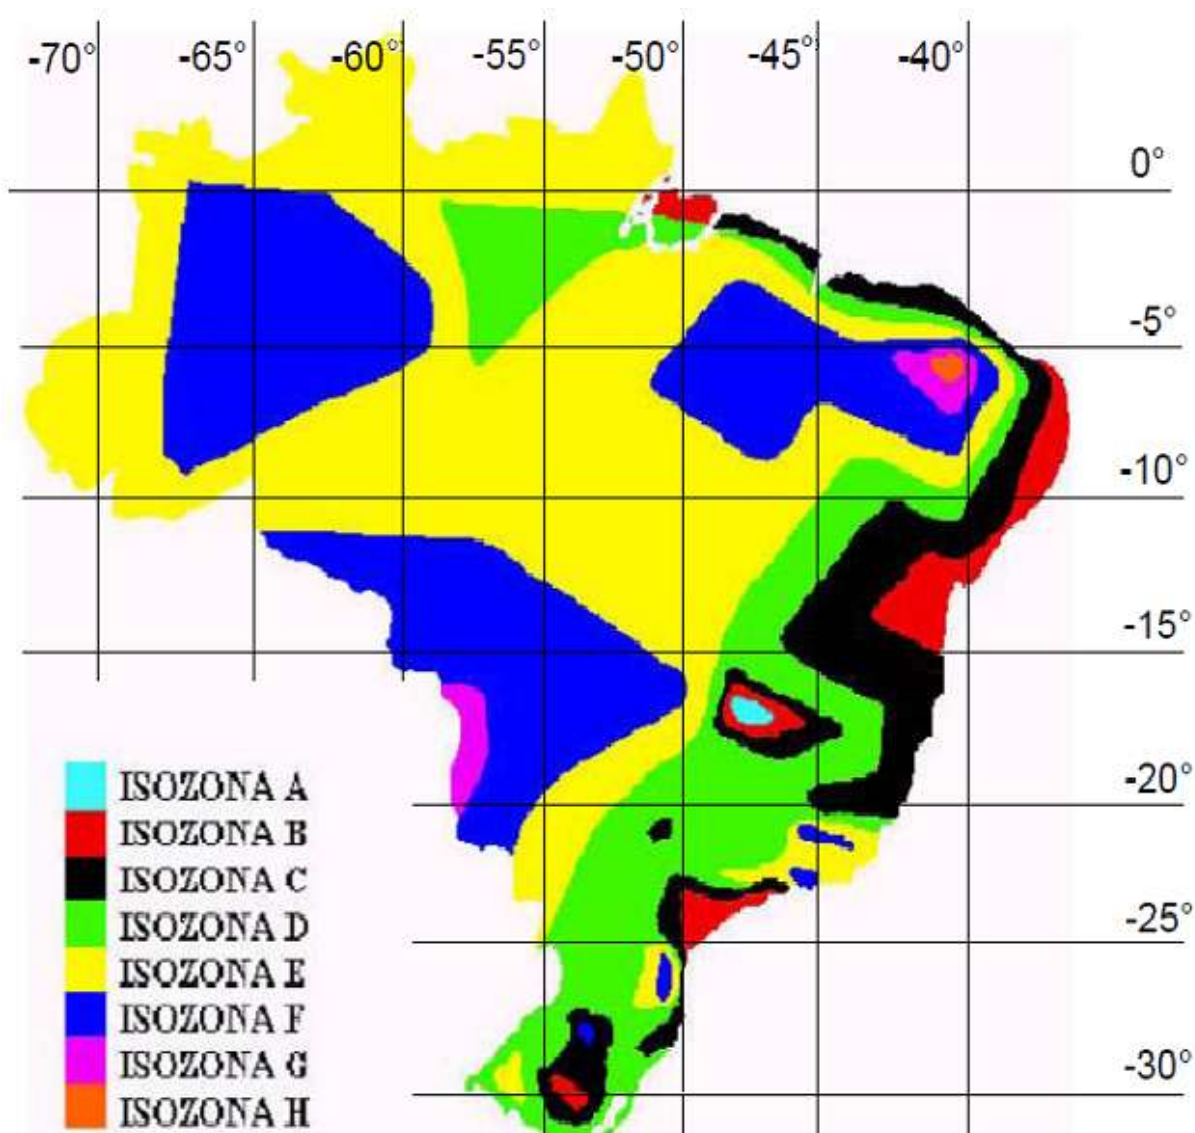 -70° -65° -60° -55° -50° -45° -40°
0°
-5°
-10°
-15°
-20°
-25°
-30°
ISOZONA A
ISOZONA B
ISOZONA C
ISOZONA D
ISOZONA E
ISOZONA F
ISOZONA G
ISOZONA H